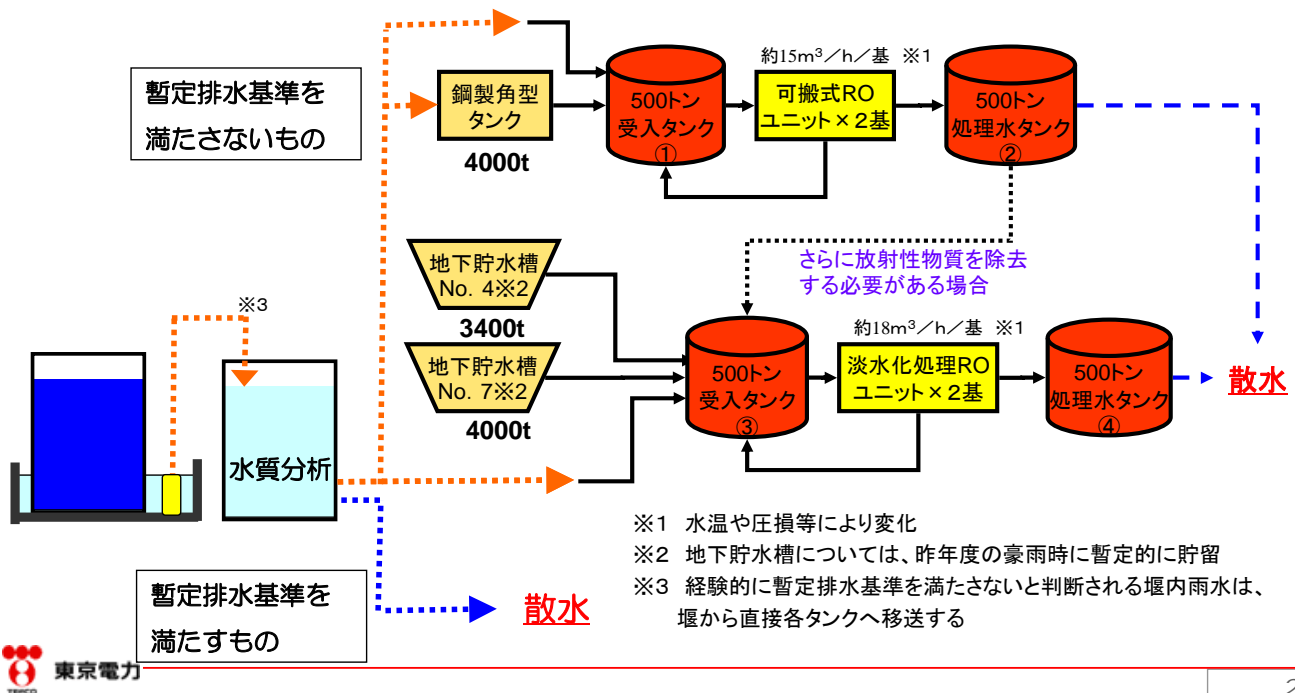 暫定排水基準を
満たさないもの
鋼製角型
タンク
4000t
500トン
受入タンク
①
約15m³／h／基 ※1
可搬式RO
ユニット×2基
500トン
処理水タンク
②
さらに放射性物質を除去
する必要がある場合
地下貯水槽
No. 4※2
3400t
地下貯水槽
No. 7※2
4000t
500トン
受入タンク
③
約18m³／h／基 ※1
淡水化処理RO
ユニット×2基
500トン
処理水タンク
④
散水
※3
水質分析
暫定排水基準を
満たすもの
散水
※1 水温や圧損等により変化
※2 地下貯水槽については、昨年度の豪雨時に暫定的に貯留
※3 経験的に暫定排水基準を満たさないと判断される堰内雨水は、
堰から直接各タンクへ移送する
東京電力
TEPCO
2